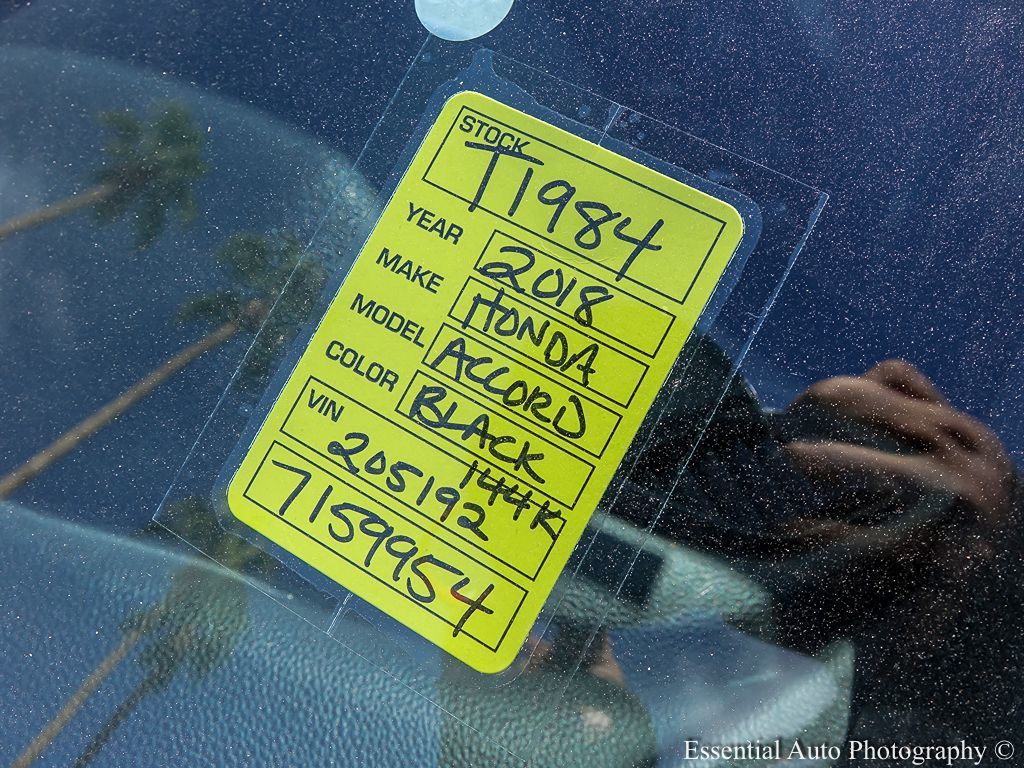 STOCK
T1984
YEAR 2018
MAKE HONDA
MODEL ACCORD
COLOR BLACK
VIN 205192 144K
7159954
Essential Auto Photography ©